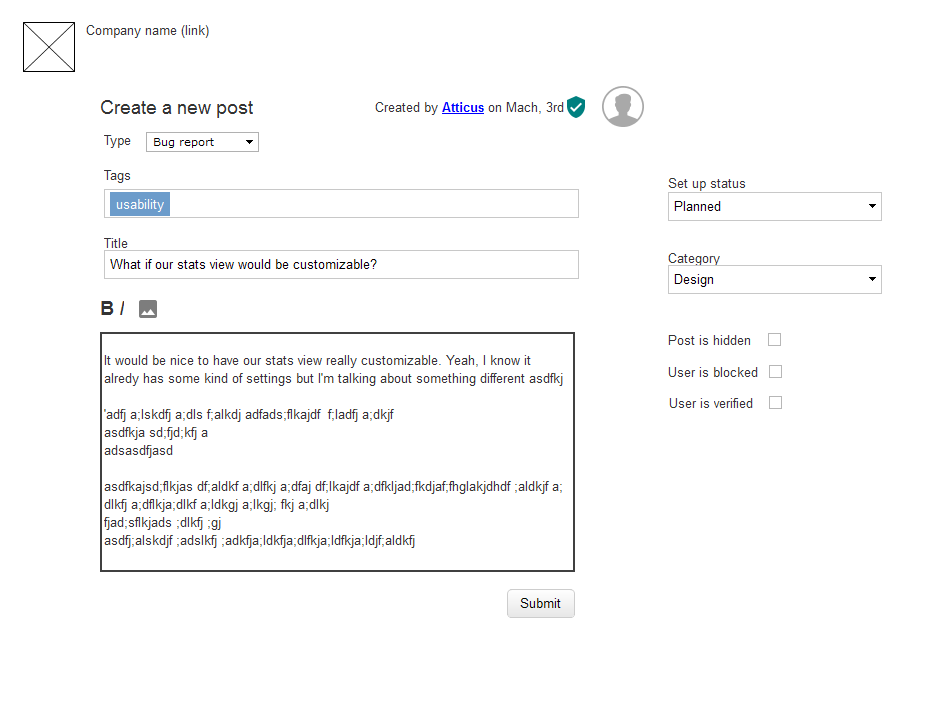 Company name (link)
Create a new post
Created by Atticus on Mach, 3rd
Type
Bug report
Tags
usability
Title
What if our stats view would be customizable?
B I
It would be nice to have our stats view really customizable. Yeah, I know it
alredy has some kind of settings but I'm talking about something different asdfkj
'adfj a;lskdfj a;dls f;alkdj adfads;flkajdf  f;ladfj a;dkjf
asdfkja sd;fjd;kfj a
adsasdfjasd
asdfkajsd;flkjas df;aldkf a;dlfkj a;dfaj df;lkajdf a;dfkljad;fkdjaf;fhglakjdhdf ;aldkjf a;
dlkfj a;dflkja;dlkf a;ldkgj a;lkgj; fkj a;dlkj
fjad;sflkjads ;dlkfj ;gj
asdfj;alskdjf ;adslkfj ;adkfja;ldkfja;dlfkja;ldfkja;ldjf;aldkfj
Submit
Set up status
Planned
Category
Design
Post is hidden
User is blocked
User is verified